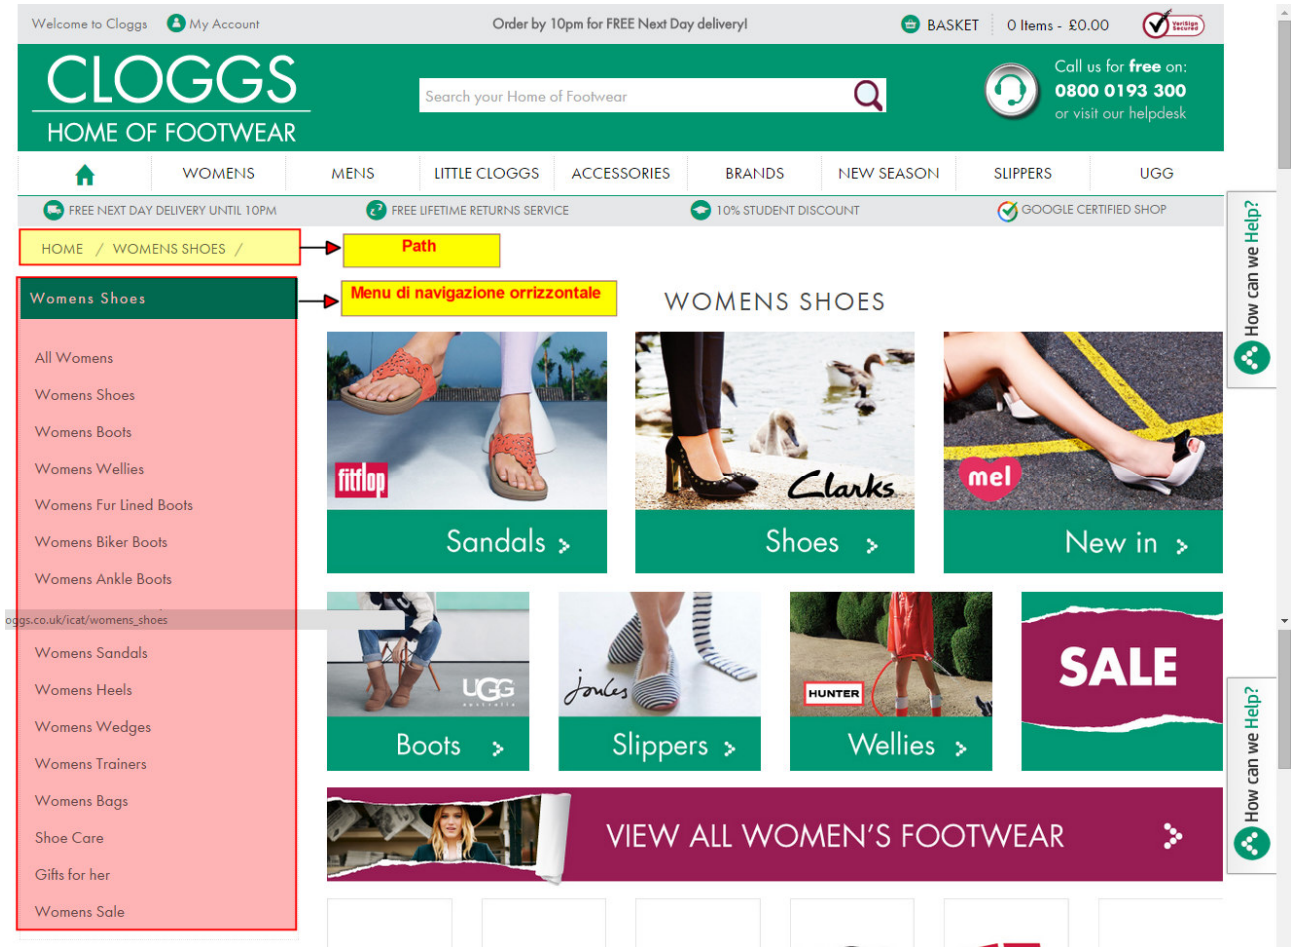 Welcome to Cloggs
My Account
Order by 10pm for FREE Next Day delivery!
BASKET
0 Items - £0.00
VeriSign
Secured
CLOGGS
HOME OF FOOTWEAR
Search your Home of Footwear
Call us for free on:
0800 0193 300
or visit our helpdesk
WOMENS
MENS
LITTLE CLOGGS
ACCESSORIES
BRANDS
NEW SEASON
SLIPPERS
UGG
FREE NEXT DAY DELIVERY UNTIL 10PM
FREE LIFETIME RETURNS SERVICE
10% STUDENT DISCOUNT
GOOGLE CERTIFIED SHOP
HOME / WOMENS SHOES /
Path
How can we Help?
Womens Shoes
Menu di navigazione orrizzontale
WOMENS SHOES
All Womens
Womens Shoes
Womens Boots
Womens Wellies
Womens Fur Lined Boots
Womens Biker Boots
Womens Ankle Boots
oggs.co.uk/icat/womens_shoes
Womens Sandals
Womens Heels
Womens Wedges
Womens Trainers
Womens Bags
Shoe Care
Gifts for her
Womens Sale
fitflop
Sandals
Clarks
Shoes
mel
New in
UGG
australia
Boots
joules
Slippers
HUNTER
Wellies
SALE
How can we Help?
VIEW ALL WOMEN'S FOOTWEAR